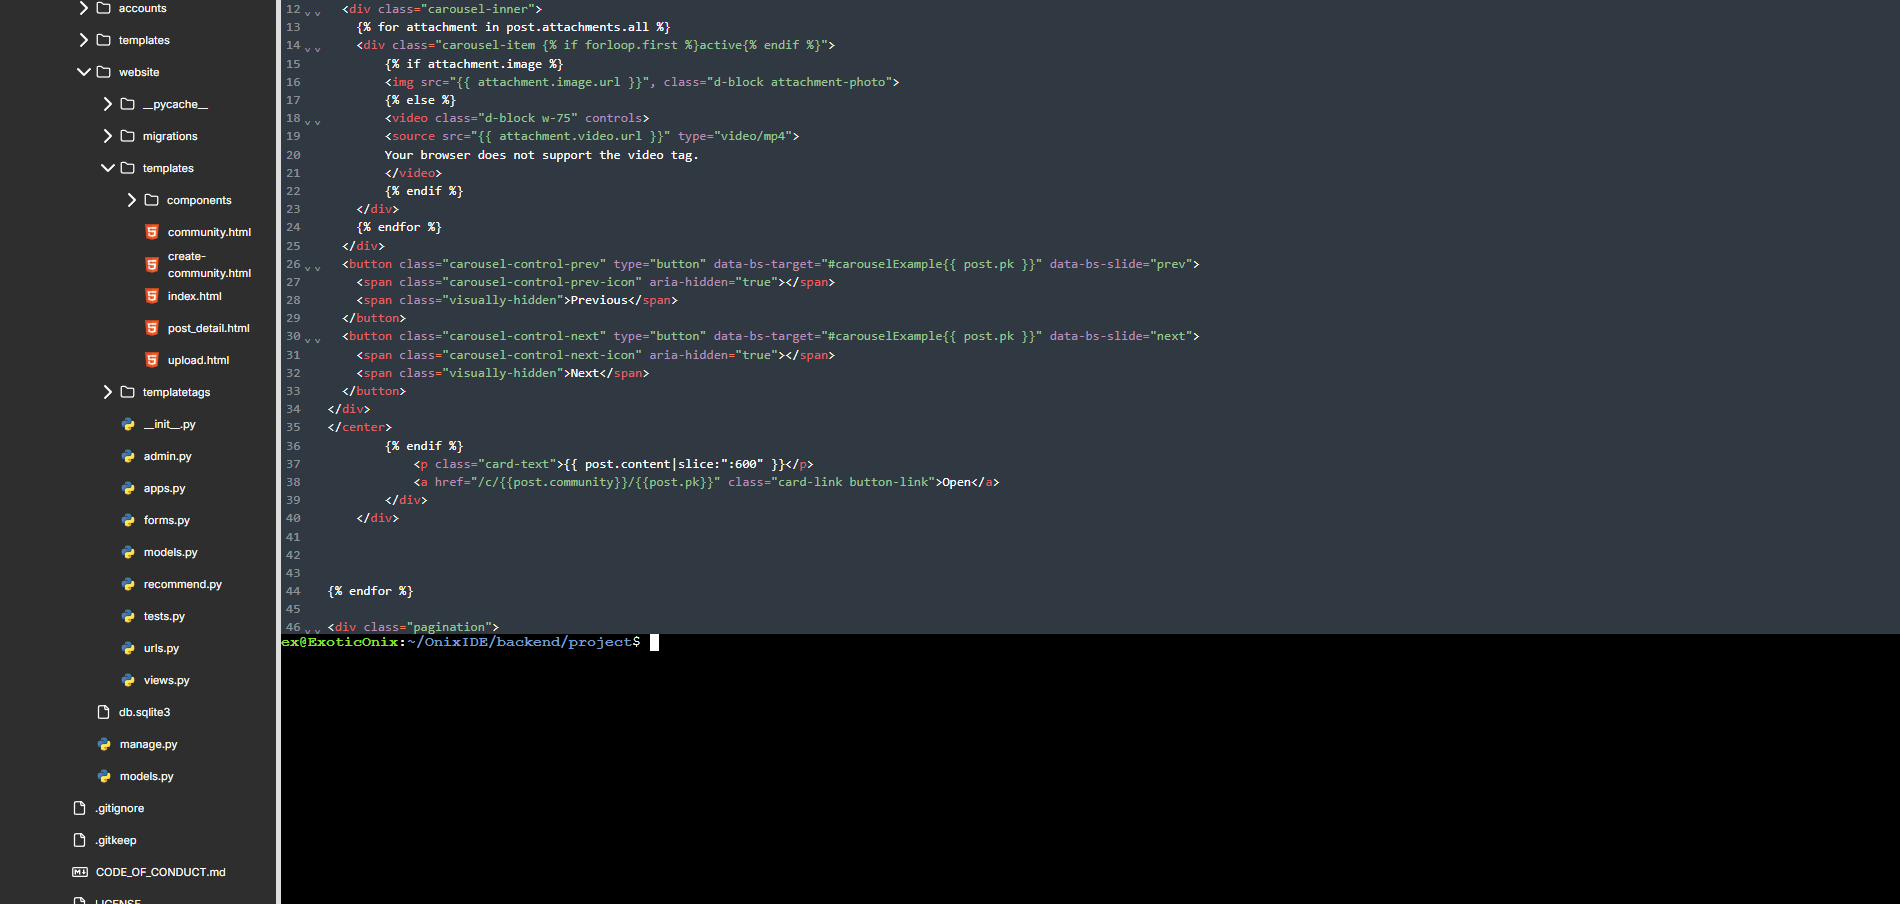 accounts
templates
website
__pycache__
migrations
templates
components
community.html
create-
community.html
index.html
post_detail.html
upload.html
templatetags
__init__.py
admin.py
apps.py
forms.py
models.py
recommend.py
tests.py
urls.py
views.py
db.sqlite3
manage.py
models.py
.gitignore
.gitkeep
CODE_OF_CONDUCT.md
LICENSE
12 <div class="carousel-inner">
13 {% for attachment in post.attachments.all %}
14 <div class="carousel-item {% if forloop.first %}active{% endif %}">
15 {% if attachment.image %}
16 <img src="{{ attachment.image.url }}", class="d-block attachment-photo">
17 {% else %}
18 <video class="d-block w-75" controls>
19 <source src="{{ attachment.video.url }}" type="video/mp4">
20 Your browser does not support the video tag.
21 </video>
22 {% endif %}
23 </div>
24 {% endfor %}
25 </div>
26 <button class="carousel-control-prev" type="button" data-bs-target="#carouselExample{{ post.pk }}" data-bs-slide="prev">
27 <span class="carousel-control-prev-icon" aria-hidden="true"></span>
28 <span class="visually-hidden">Previous</span>
29 </button>
30 <button class="carousel-control-next" type="button" data-bs-target="#carouselExample{{ post.pk }}" data-bs-slide="next">
31 <span class="carousel-control-next-icon" aria-hidden="true"></span>
32 <span class="visually-hidden">Next</span>
33 </button>
34 </div>
35 </center>
36 {% endif %}
37 <p class="card-text">{{ post.content|slice:":600" }}</p>
38 <a href="/c/{{post.community}}/{{post.pk}}" class="card-link button-link">Open</a>
39 </div>
40 </div>
41
42
43
44 {% endfor %}
45
46 <div class="pagination">
ex@ExoticOnix:~/OnixIDE/backend/project$